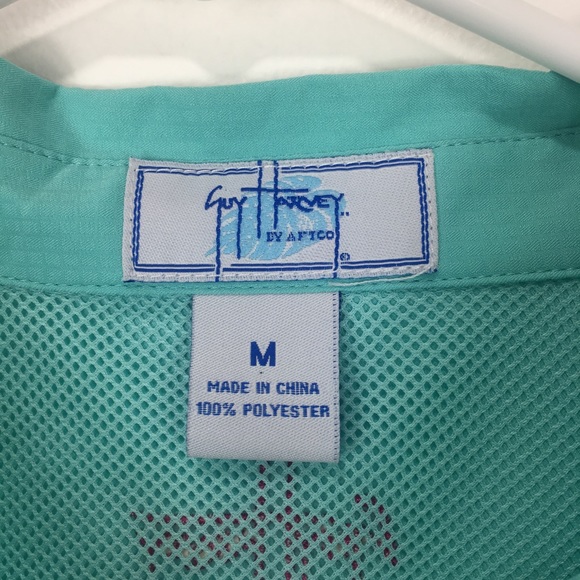 GUY HARVEY
BY AFTCO
®
M
MADE IN CHINA
100% POLYESTER